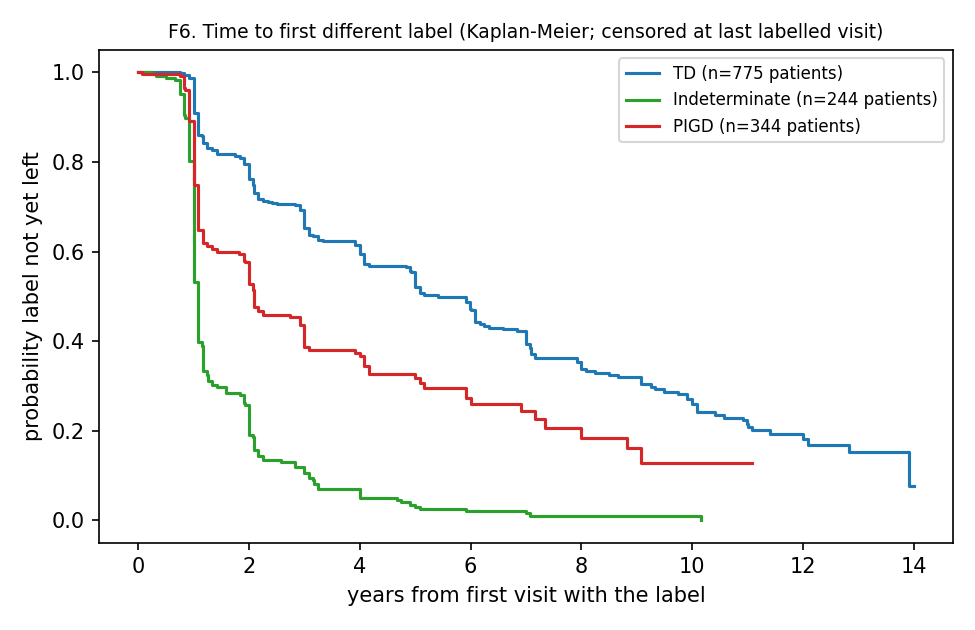 F6. Time to first different label (Kaplan-Meier; censored at last labelled visit)
TD (n=775 patients)
Indeterminate (n=244 patients)
PIGD (n=344 patients)
probability label not yet left
1.0
0.8
0.6
0.4
0.2
0.0
0 2 4 6 8 10 12 14
years from first visit with the label